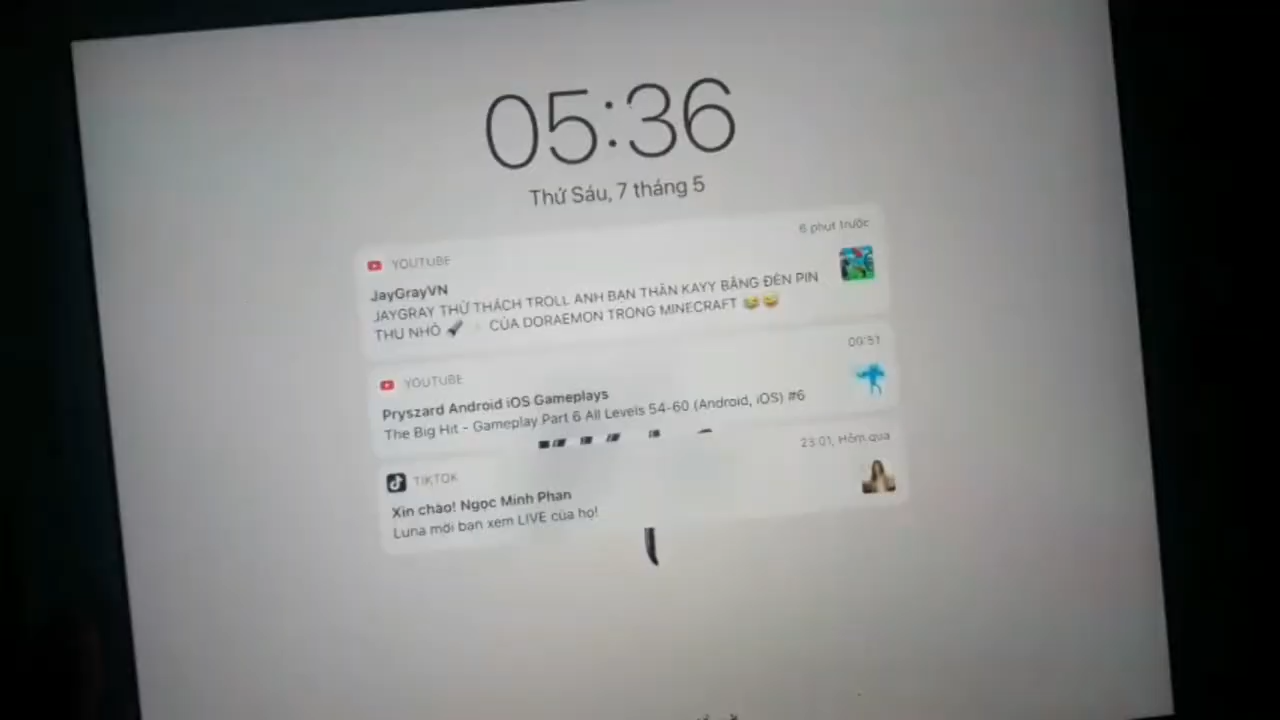 05:36
Thứ Sáu, 7 tháng 5
YOUTUBE
6 phút trước
JayGrayVN
JAYGRAY THỬ THÁCH TROLL ANH BẠN THÂN KAYY BẰNG ĐÈN PIN
THU NHỎ 🚀 CỦA DORAEMON TRONG MINECRAFT 😂😅
YOUTUBE
00:51
Pryszard Android iOS Gameplays
The Big Hit - Gameplay Part 6 All Levels 54-60 (Android, iOS) #6
TIKTOK
23:01, Hôm qua
Xin chào! Ngọc Minh Phan
Luna mời bạn xem LIVE của họ!